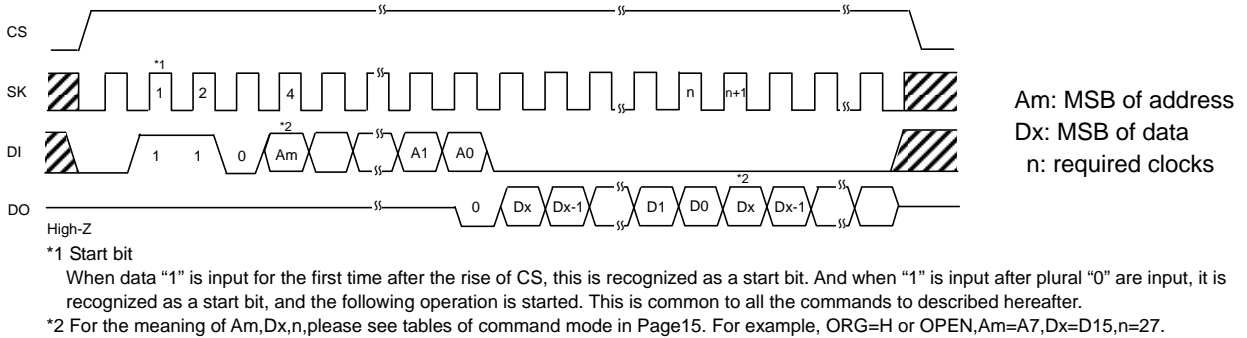 CS
*1
SK 1 2 4 n n+1
*2
DI 1 1 0 Am A1 A0
*2
DO 0 Dx Dx-1 D1 D0 Dx Dx-1
High-Z
Am: MSB of address
Dx: MSB of data
n: required clocks
*1 Start bit
When data “1” is input for the first time after the rise of CS, this is recognized as a start bit. And when “1” is input after plural “0” are input, it is
recognized as a start bit, and the following operation is started. This is common to all the commands to described hereafter.
*2 For the meaning of Am,Dx,n,please see tables of command mode in Page15. For example, ORG=H or OPEN,Am=A7,Dx=D15,n=27.